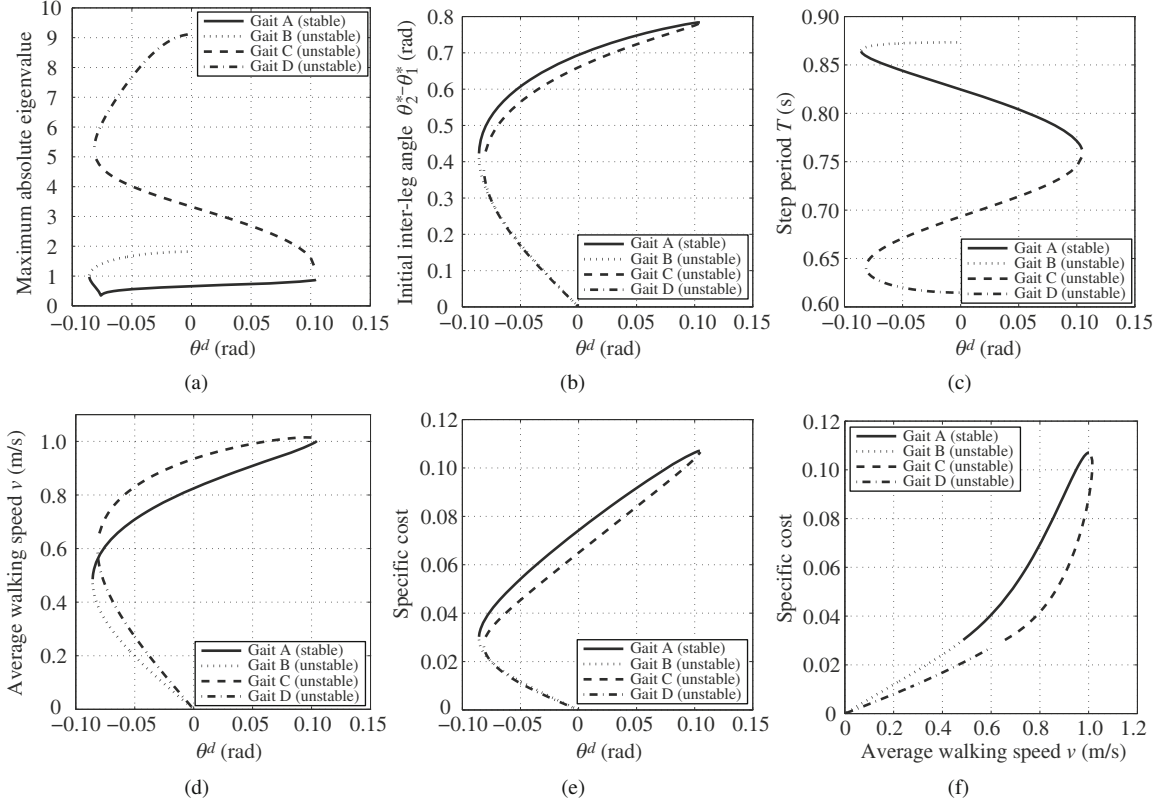 10
9
8
7
6
5
4
3
2
1
0
Maximum absolute eigenvalue
Gait A (stable)
Gait B (unstable)
Gait C (unstable)
Gait D (unstable)
−0.10 −0.05 0 0.05 0.10 0.15
θᵈ (rad)
(a)
0.8
0.7
0.6
0.5
0.4
0.3
0.2
0.1
0
Initial inter-leg angle θ₂*−θ₁* (rad)
Gait A (stable)
Gait B (unstable)
Gait C (unstable)
Gait D (unstable)
−0.10 −0.05 0 0.05 0.10 0.15
θᵈ (rad)
(b)
0.90
0.85
0.80
0.75
0.70
0.65
0.60
Step period T (s)
Gait A (stable)
Gait B (unstable)
Gait C (unstable)
Gait D (unstable)
−0.10 −0.05 0 0.05 0.10 0.15
θᵈ (rad)
(c)
1.0
0.8
0.6
0.4
0.2
0
Average walking speed v (m/s)
Gait A (stable)
Gait B (unstable)
Gait C (unstable)
Gait D (unstable)
−0.10 −0.05 0 0.05 0.10 0.15
θᵈ (rad)
(d)
0.12
0.10
0.08
0.06
0.04
0.02
0
Specific cost
Gait A (stable)
Gait B (unstable)
Gait C (unstable)
Gait D (unstable)
−0.10 −0.05 0 0.05 0.10 0.15
θᵈ (rad)
(e)
0.12
0.10
0.08
0.06
0.04
0.02
0
Specific cost
Gait A (stable)
Gait B (unstable)
Gait C (unstable)
Gait D (unstable)
0 0.2 0.4 0.6 0.8 1.0 1.2
Average walking speed v (m/s)
(f)